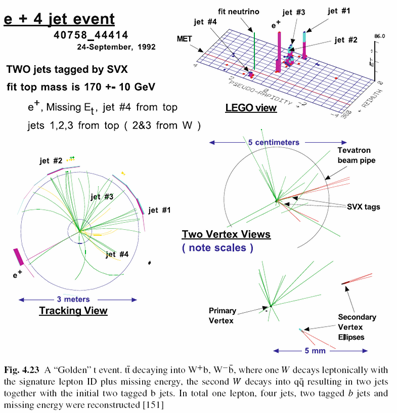 e + 4 jet event
40758_44414
24-September, 1992
TWO jets tagged by SVX
fit top mass is 170 +- 10 GeV
e+, Missing Et, jet #4 from top
jets 1,2,3 from top ( 2&3 from W )
fit neutrino
e+
jet #3
jet #1
jet #4
jet #2
MET
86.0
PSEUDO-RAPIDITY
AZIMUTH
LEGO view
jet #2
jet #3
jet #1
jet #4
e+
3 meters
Tracking View
5 centimeters
Tevatron
beam pipe
SVX tags
Two Vertex Views
( note scales )
Primary
Vertex
Secondary
Vertex
Ellipses
5 mm
Fig. 4.23 A “Golden” t event. tt̄ decaying into W+b, W−b̄, where one W decays leptonically with
the signature lepton ID plus missing energy, the second W decays into qq̄ resulting in two jets
together with the initial two tagged b jets. In total one lepton, four jets, two tagged b jets and
missing energy were reconstructed [151]